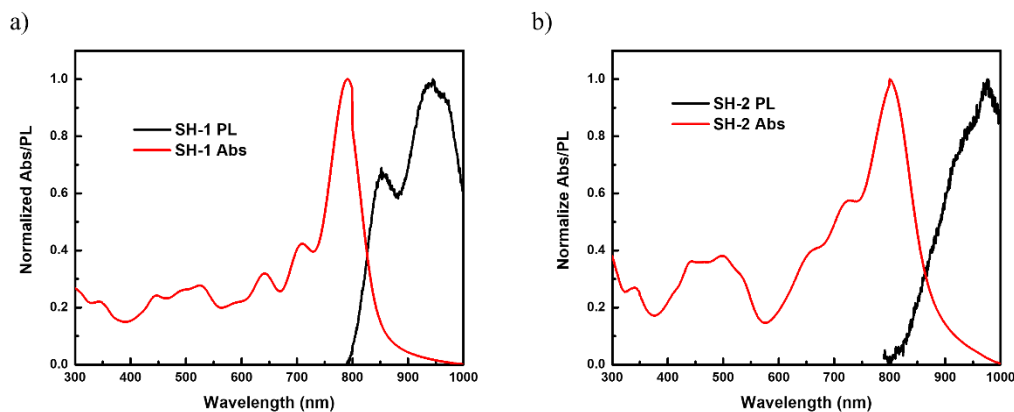 a)
Normalized Abs/PL
1.0
0.8
0.6
0.4
0.2
0.0
SH-1 PL
SH-1 Abs
300 400 500 600 700 800 900 1000
Wavelength (nm)
b)
Normalize Abs/PL
1.0
0.8
0.6
0.4
0.2
0.0
SH-2 PL
SH-2 Abs
300 400 500 600 700 800 900 1000
Wavelength (nm)